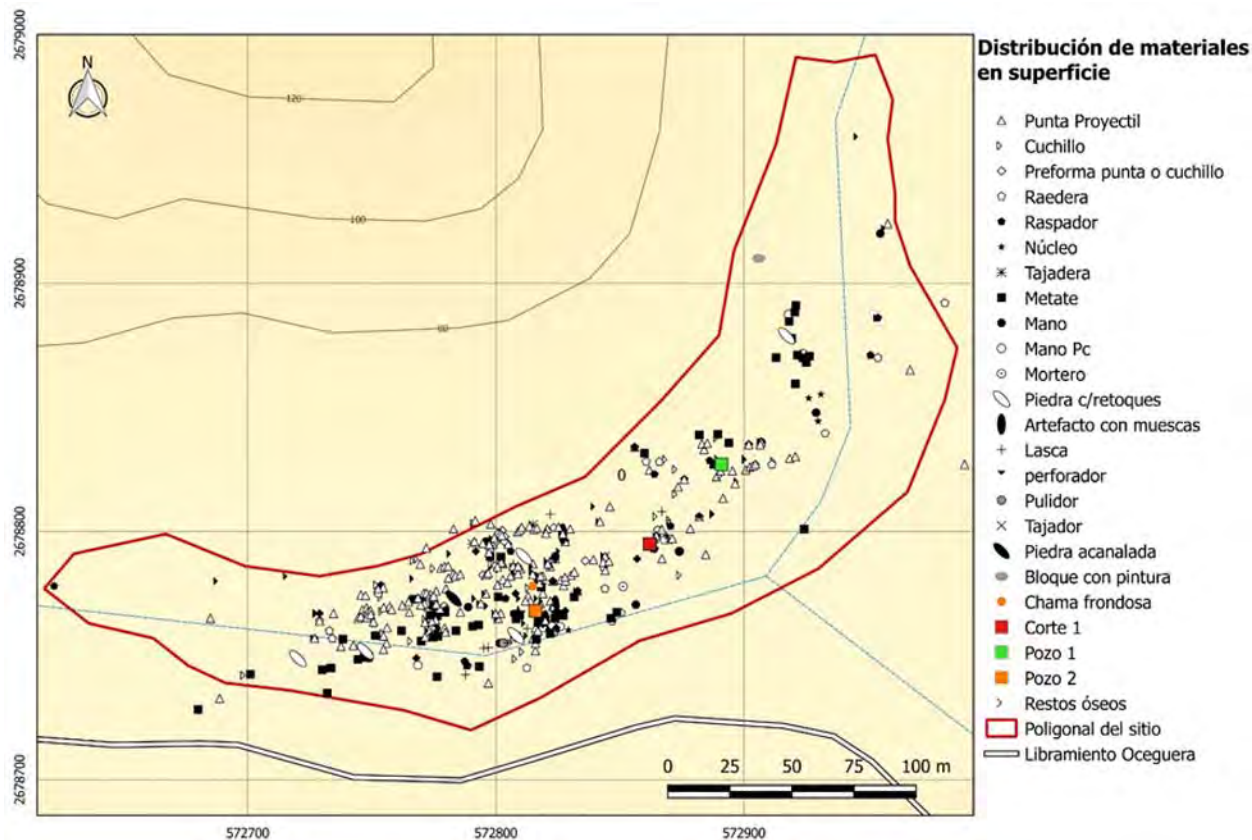 2679000
2678900
2678800
2678700
N
120
100
80
0
0 25 50 75 100 m
572700 572800 572900
Distribución de materiales
en superficie
Punta Proyectil
Cuchillo
Preforma punta o cuchillo
Raedera
Raspador
Núcleo
Tajadera
Metate
Mano
Mano Pc
Mortero
Piedra c/retoques
Artefacto con muescas
Lasca
perforador
Pulidor
Tajador
Piedra acanalada
Bloque con pintura
Chama frondosa
Corte 1
Pozo 1
Pozo 2
Restos óseos
Poligonal del sitio
Libramiento Oceguera